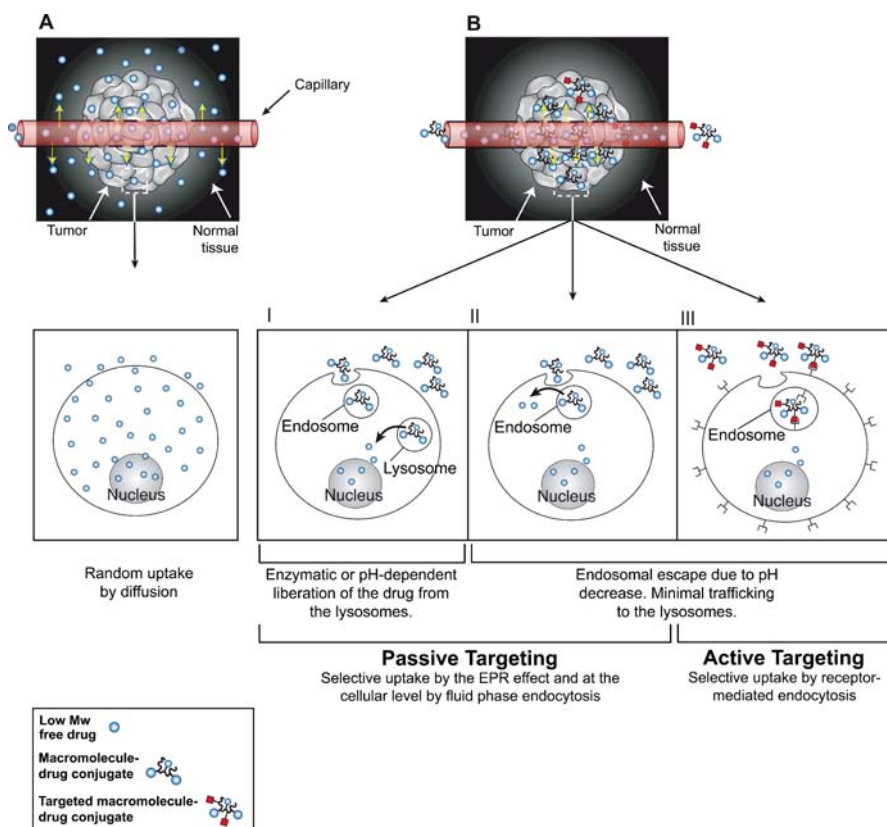 A
B
Capillary
Tumor
Normal
tissue
Tumor
Normal
tissue
I
II
III
Nucleus
Endosome
Lysosome
Nucleus
Endosome
Nucleus
Endosome
Nucleus
Random uptake
by diffusion
Enzymatic or pH-dependent
liberation of the drug from
the lysosomes.
Endosomal escape due to pH
decrease. Minimal trafficking
to the lysosomes.
Passive Targeting
Selective uptake by the EPR effect and at
the cellular level by fluid phase endocytosis
Active Targeting
Selective uptake by receptor-
mediated endocytosis
Low Mw
free drug
Macromolecule-
drug conjugate
Targeted macromolecule-
drug conjugate